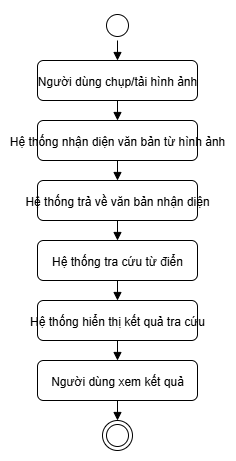 Người dùng chụp/tải hình ảnh
Hệ thống nhận diện văn bản từ hình ảnh
Hệ thống trả về văn bản nhận diện
Hệ thống tra cứu từ điển
Hệ thống hiển thị kết quả tra cứu
Người dùng xem kết quả